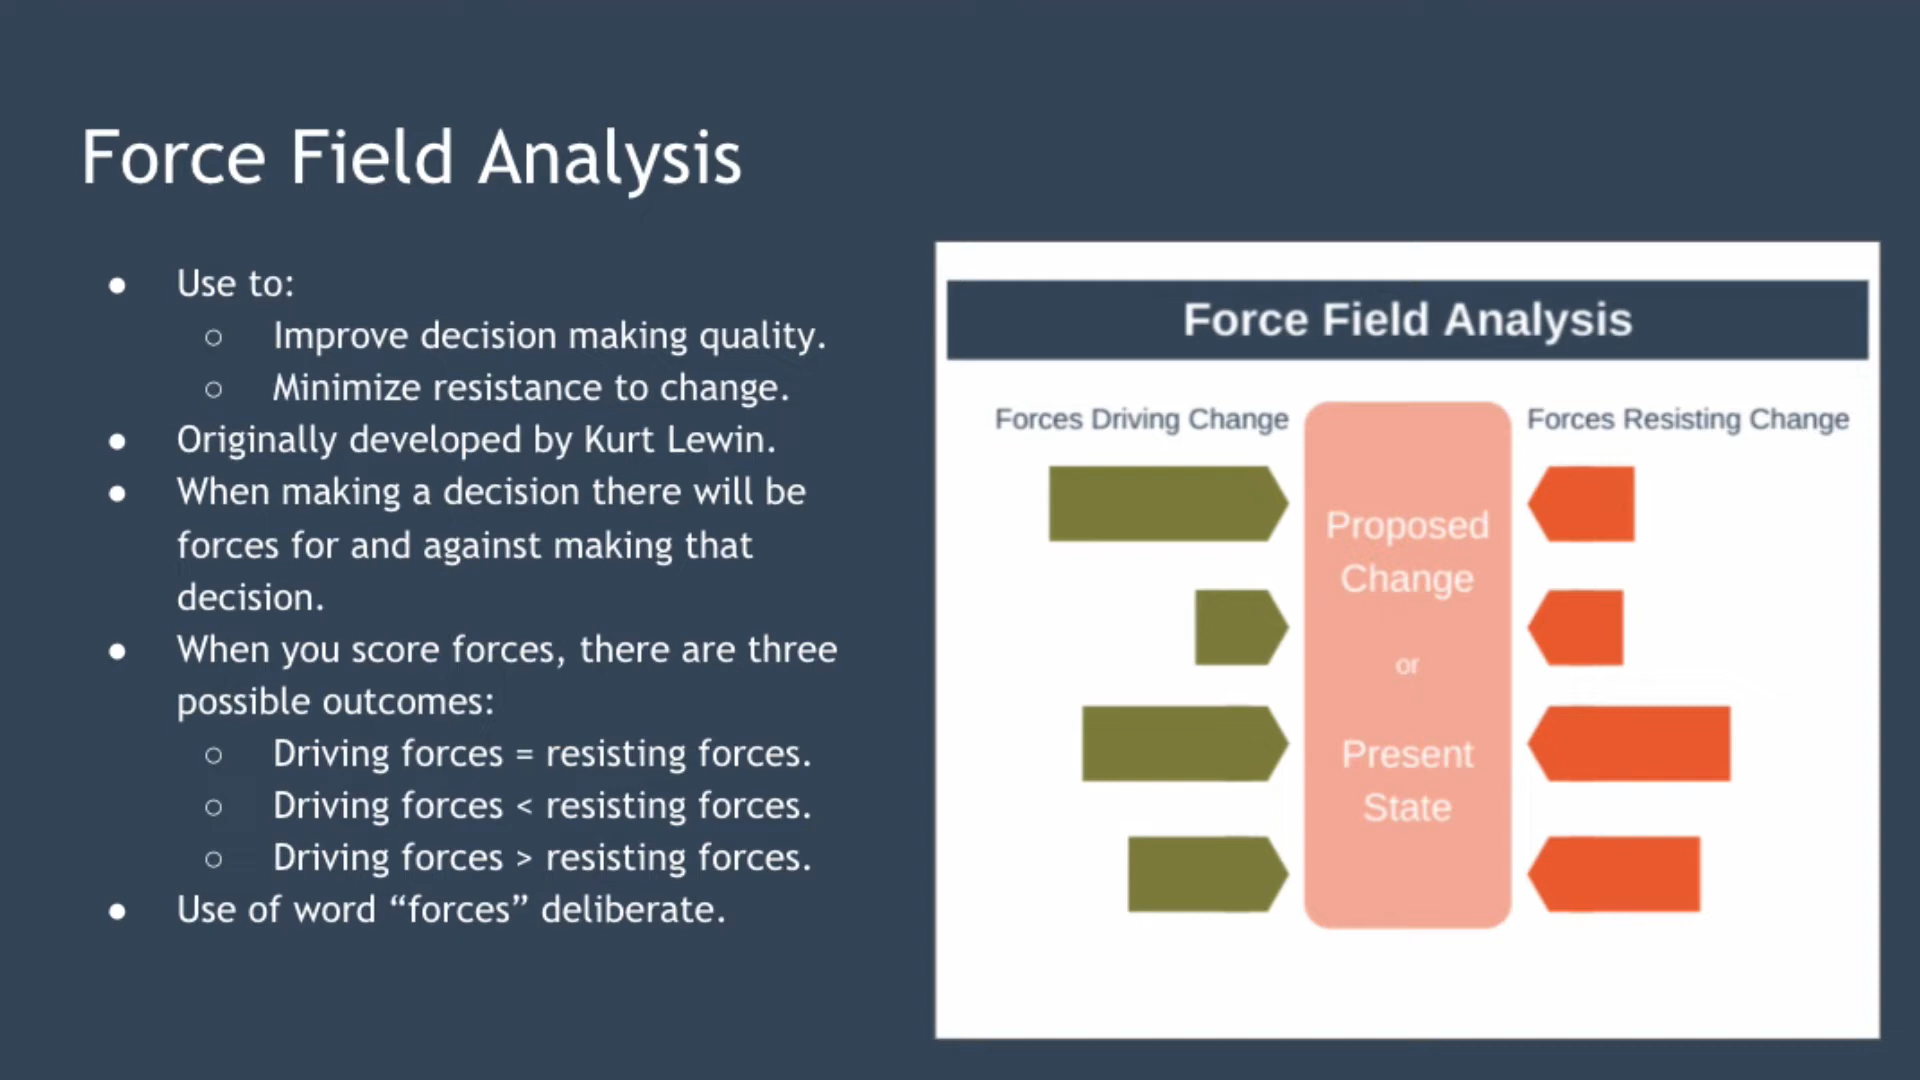 Force Field Analysis
● Use to:
○ Improve decision making quality.
○ Minimize resistance to change.
● Originally developed by Kurt Lewin.
● When making a decision there will be
forces for and against making that
decision.
● When you score forces, there are three
possible outcomes:
○ Driving forces = resisting forces.
○ Driving forces < resisting forces.
○ Driving forces > resisting forces.
● Use of word “forces” deliberate.
Force Field Analysis
Forces Driving Change
Forces Resisting Change
Proposed
Change
or
Present
State